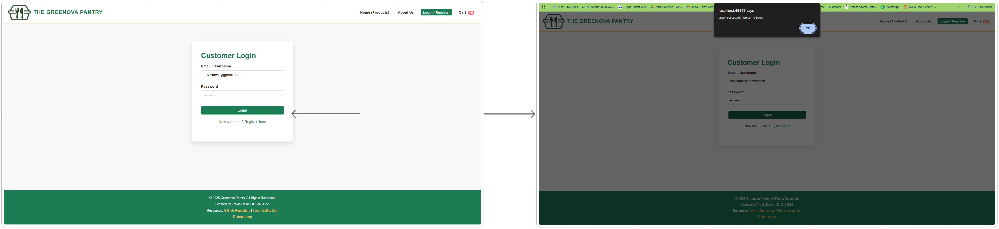 THE GREENOVA PANTRY
Home (Products) About Us Login / Register Cart (0)
Customer Login
Email / Username
travisdavis@gmail.com
Password
•••••••••
Login
New customer? Register here
© 2025 Greenova Pantry. All Rights Reserved.
Created by Travis Davis | ID: 2401555
Resources: GitHub Repository | Free Hosting Link
Return to top
Meet - Dev Ops All About Cloud Voi... - Legal Assist Web Miscellaneous - Go... Inbox - travis.om me • KSupport Amazon.com: Resta... WhatsApp Twilio Help Center -... » All Bookmarks
localhost:49675 says
Login successful! Welcome back.
OK
THE GREENOVA PANTRY
Home (Products) About Us Login / Register Cart (0)
Customer Login
Email / Username
travisdavis@gmail.com
Password
•••••••••
Login
New customer? Register here
© 2025 Greenova Pantry. All Rights Reserved.
Created by Travis Davis | ID: 2401555
Resources: GitHub Repository | Free Hosting Link
Return to top